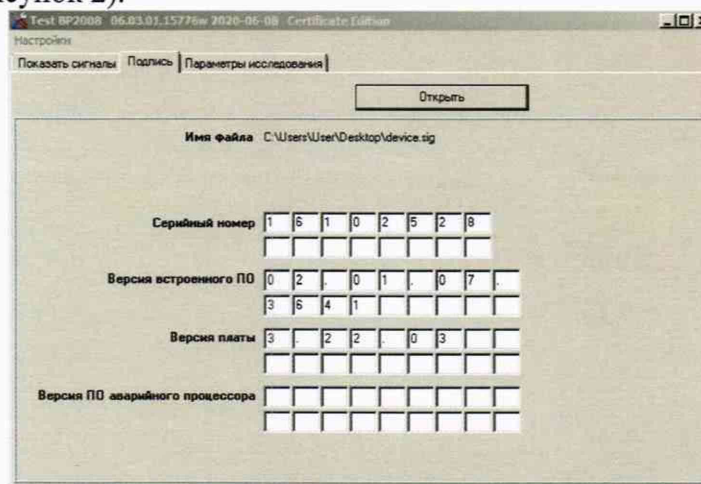 сунок 2).
Test BP2008 06.03.01.15776w 2020-06-08 Certificate Edition
Настройки
Показать сигналы Подпись Параметры исследования
Открыть
Имя файла C:\Users\User\Desktop\device.sig
Серийный номер 1 6 1 0 2 5 2 8
Версия встроенного ПО 0 2 . 0 1 . 0 7 .
3 6 4 1
Версия платы 3 . 2 2 . 0 3
Версия ПО аварийного процессора